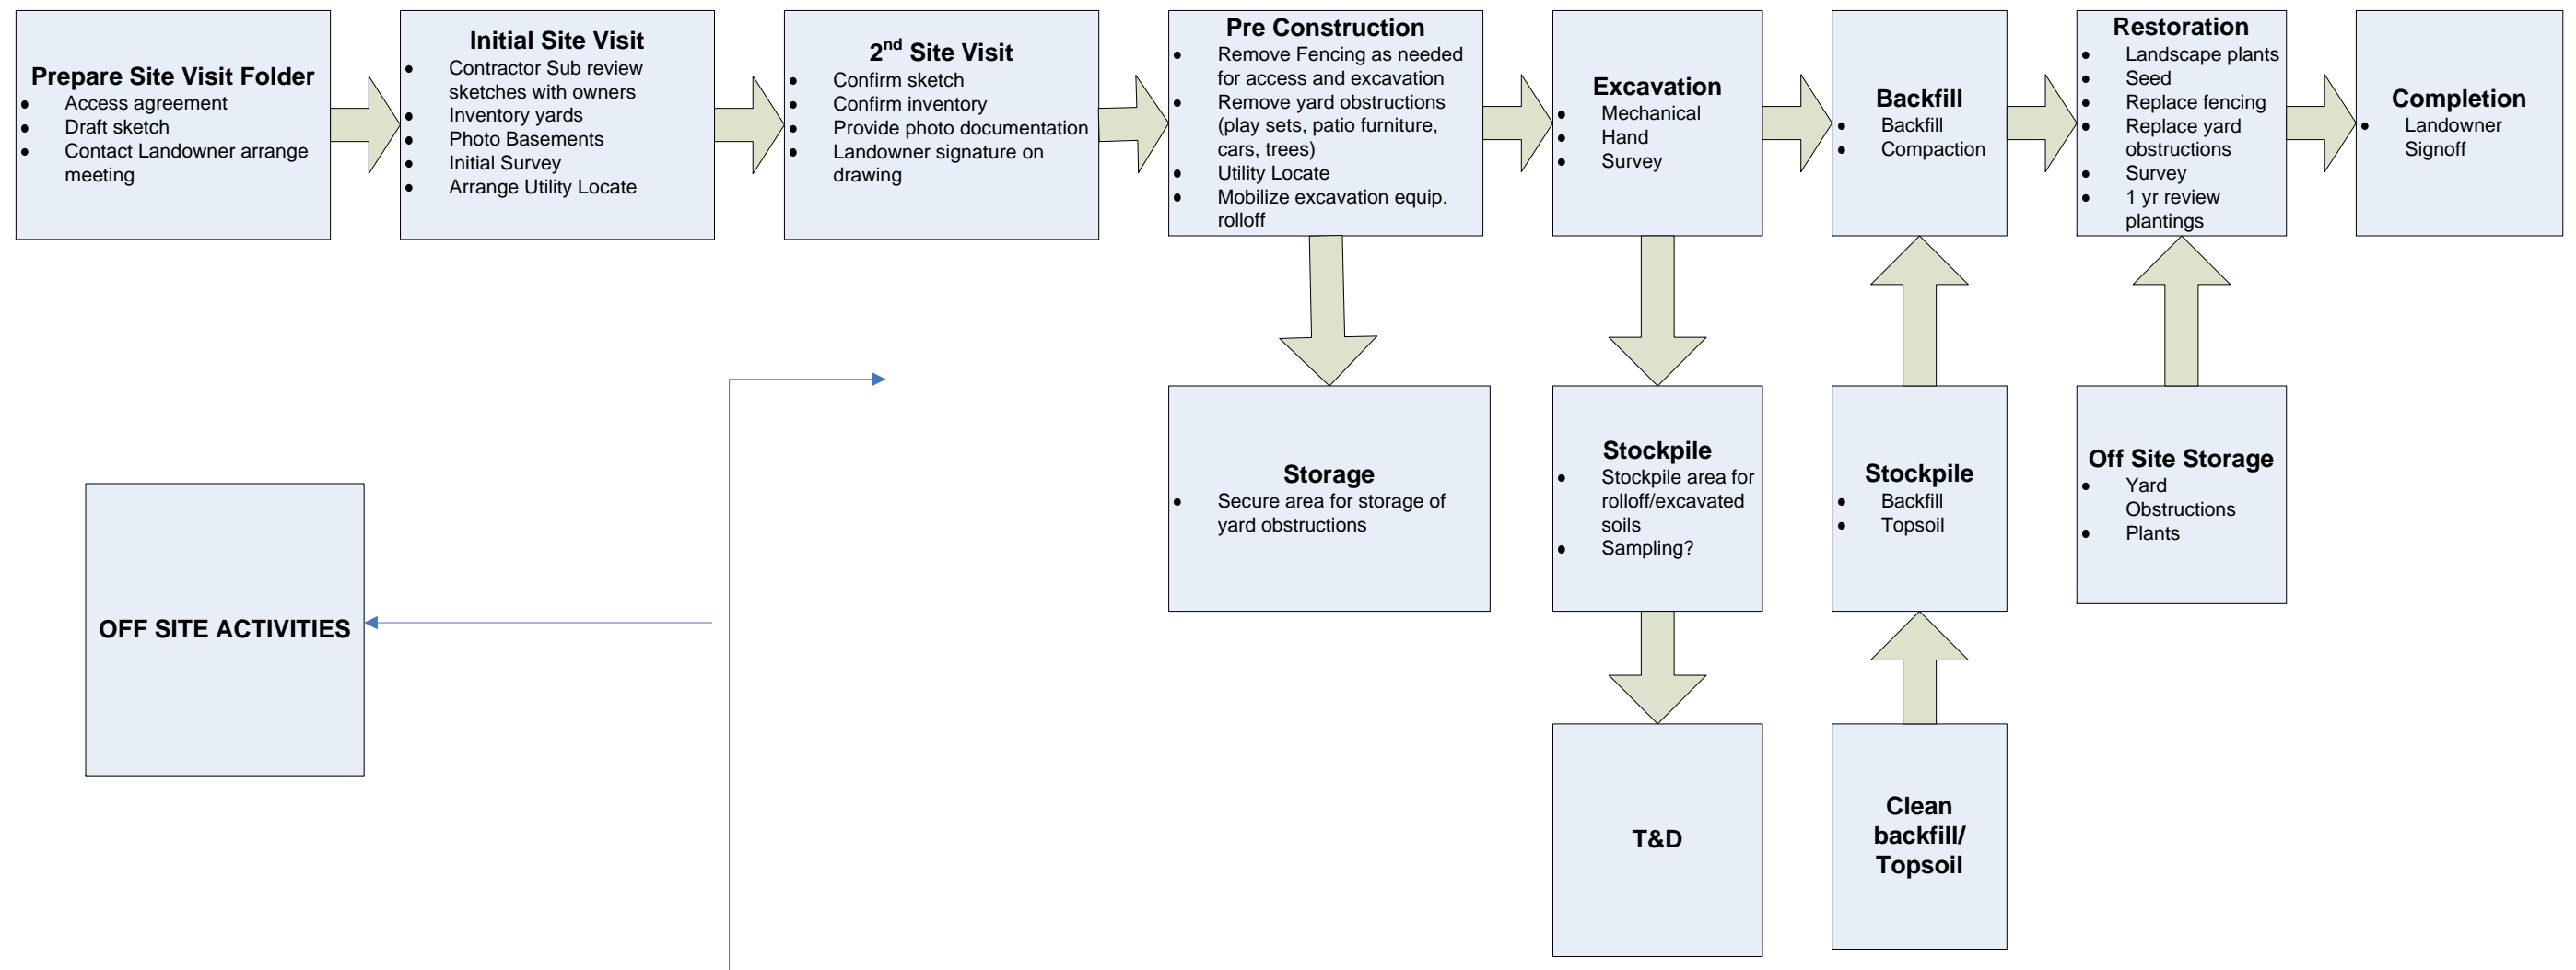 Prepare Site Visit Folder
• Access agreement
• Draft sketch
• Contact Landowner arrange
meeting
Initial Site Visit
• Contractor Sub review
sketches with owners
• Inventory yards
• Photo Basements
• Initial Survey
• Arrange Utility Locate
2nd Site Visit
• Confirm sketch
• Confirm inventory
• Provide photo documentation
• Landowner signature on
drawing
Pre Construction
• Remove Fencing as needed
for access and excavation
• Remove yard obstructions
(play sets, patio furniture,
cars, trees)
• Utility Locate
• Mobilize excavation equip.
rolloff
Excavation
• Mechanical
• Hand
• Survey
Backfill
• Backfill
• Compaction
Restoration
• Landscape plants
• Seed
• Replace fencing
• Replace yard
obstructions
• Survey
• 1 yr review
plantings
Completion
• Landowner
Signoff
OFF SITE ACTIVITIES
Storage
• Secure area for storage of
yard obstructions
Stockpile
• Stockpile area for
rolloff/excavated
soils
• Sampling?
Stockpile
• Backfill
• Topsoil
Off Site Storage
• Yard
Obstructions
• Plants
T&D
Clean
backfill/
Topsoil